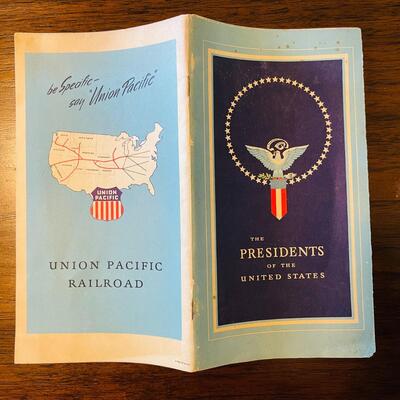 be Specific—
say "Union Pacific"
UNION
PACIFIC
UNION PACIFIC
RAILROAD
THE
PRESIDENTS
OF THE
UNITED STATES